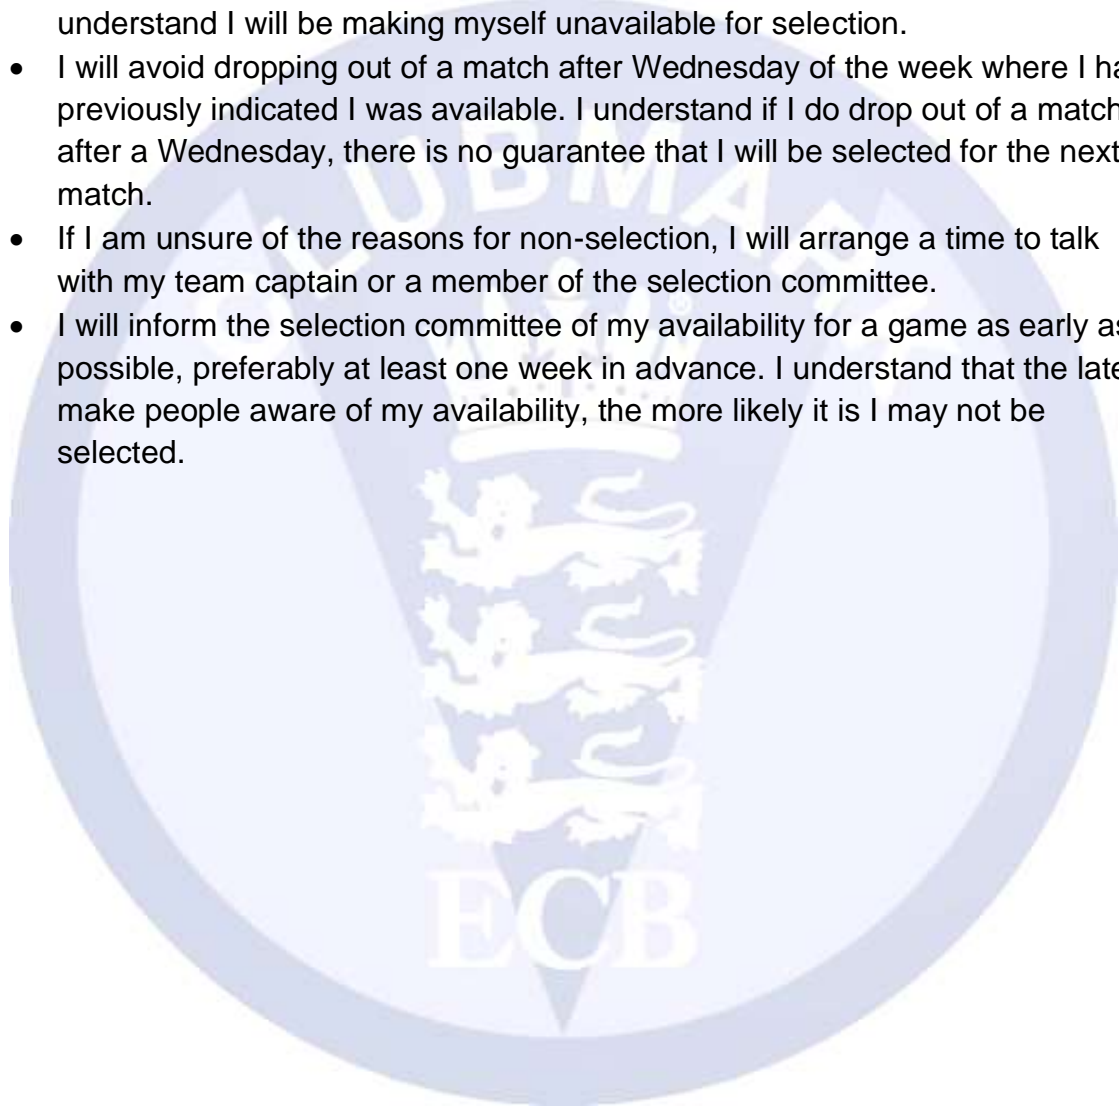 understand I will be making myself unavailable for selection.
• I will avoid dropping out of a match after Wednesday of the week where I ha
previously indicated I was available. I understand if I do drop out of a match
after a Wednesday, there is no guarantee that I will be selected for the next
match.
• If I am unsure of the reasons for non-selection, I will arrange a time to talk
with my team captain or a member of the selection committee.
• I will inform the selection committee of my availability for a game as early as
possible, preferably at least one week in advance. I understand that the late
make people aware of my availability, the more likely it is I may not be
selected.
CLUBMARK
®
ECB